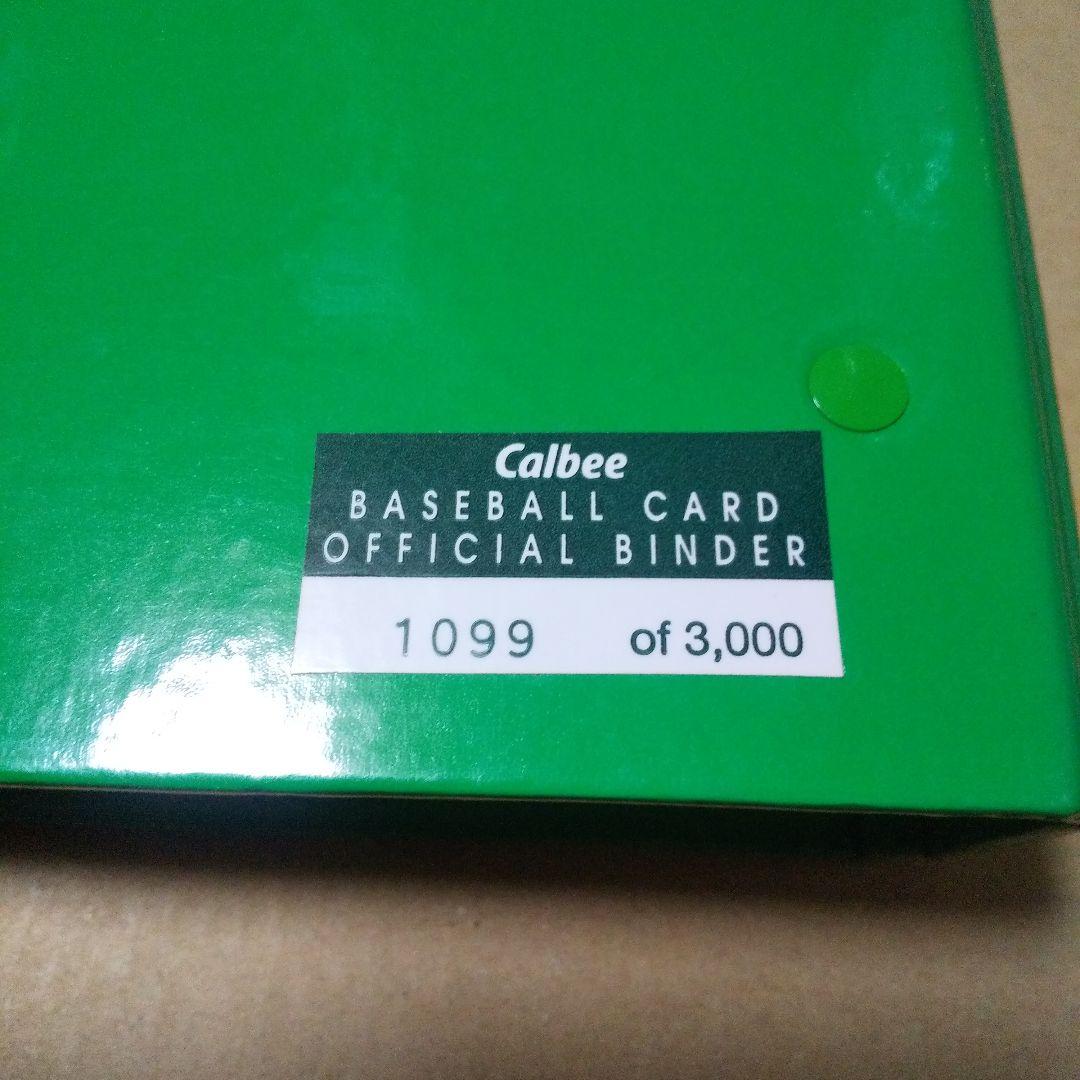 Calbee
BASEBALL CARD
OFFICIAL BINDER
1099 of 3,000